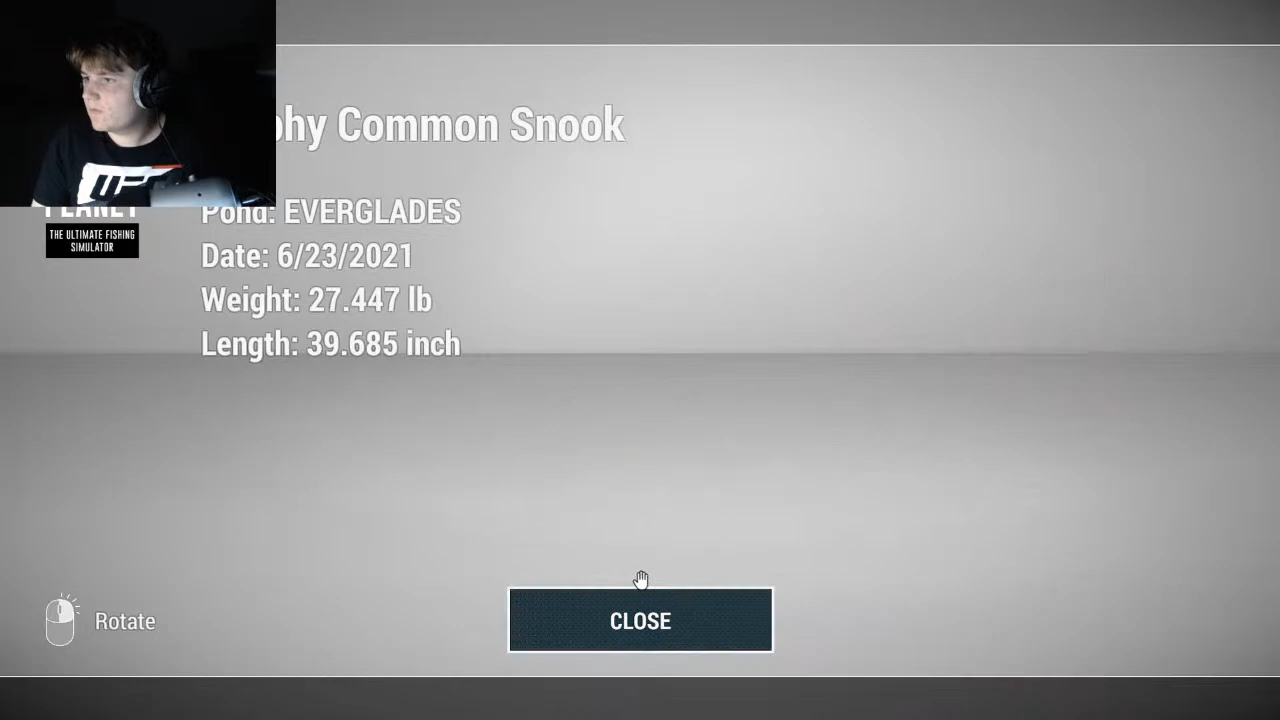 phy Common Snook
PLANET
THE ULTIMATE FISHING
SIMULATOR
Pond: EVERGLADES
Date: 6/23/2021
Weight: 27.447 lb
Length: 39.685 inch
Rotate
CLOSE